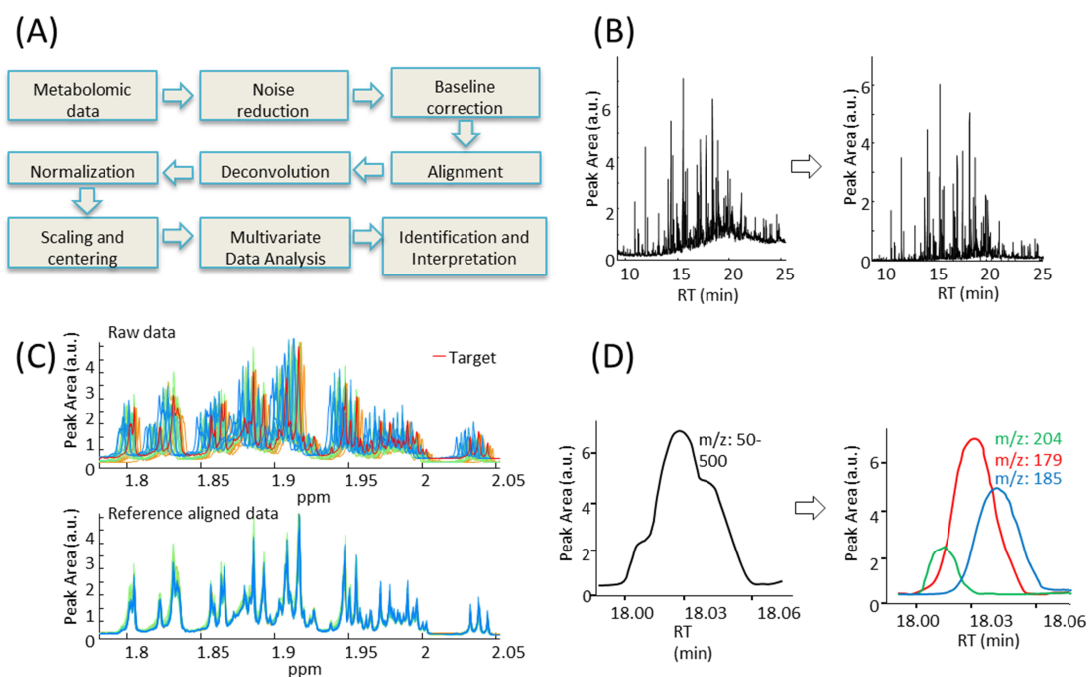 (A)
Metabolomic
data
Noise
reduction
Baseline
correction
Normalization
Deconvolution
Alignment
Scaling and
centering
Multivariate
Data Analysis
Identification and
Interpretation
(B)
Peak Area (a.u.)
6
4
2
0
10 15 20 25
RT (min)
Peak Area (a.u.)
6
4
2
0
10 15 20 25
RT (min)
(C)
Raw data
Target
Peak Area (a.u.)
4
3
2
1
0
1.8 1.85 1.9 1.95 2 2.05
ppm
Reference aligned data
Peak Area (a.u.)
4
3
2
1
0
1.8 1.85 1.9 1.95 2 2.05
ppm
(D)
m/z: 50-
500
Peak Area (a.u.)
6
4
2
0
18.00 18.03 18.06
RT
(min)
m/z: 204
m/z: 179
m/z: 185
Peak Area (a.u.)
6
4
2
0
18.00 18.03 18.06
RT (min)